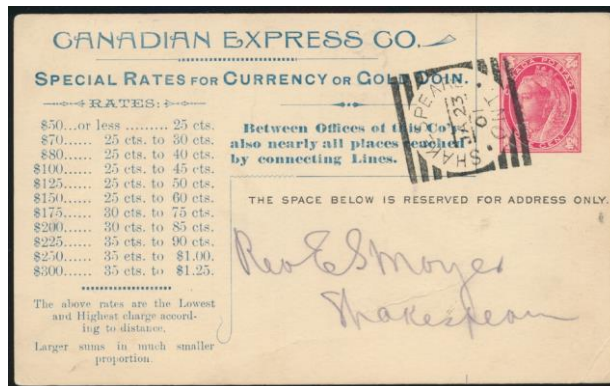 CANADIAN EXPRESS CO.
SPECIAL RATES FOR CURRENCY OR GOLD COIN.
RATES:
$50...or less ......... 25 cts.
$70 ...... 25 cts. to 30 cts.
$80 ...... 25 cts. to 40 cts.
$100 ...... 25 cts. to 45 cts.
$125 ...... 25 cts. to 50 cts.
$150 ...... 25 cts. to 60 cts.
$175 ...... 30 cts. to 75 cts.
$200 ...... 30 cts. to 85 cts.
$225 ...... 35 cts. to 90 cts.
$250 ...... 35 cts. to $1.00.
$300 ...... 35 cts. to $1.25.
The above rates are the Lowest
and Highest charge accord-
ing to distance.
Larger sums in much smaller
proportion.
Between Offices of this Co.
also nearly all places reached
by connecting Lines.
SHAKESPEARE
JA 23
01
ONT
CANADA POSTAGE
CENT
THE SPACE BELOW IS RESERVED FOR ADDRESS ONLY.
Rev E S Moyer
Shakespeare